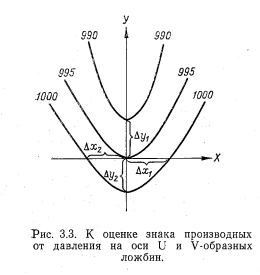 y
990 990
995 995
1000 1000
Δy₁
Δx₂ x
Δy₂ Δx₁
Рис. 3.3. К оценке знака производных
от давления на оси U и V-образных
ложбин.